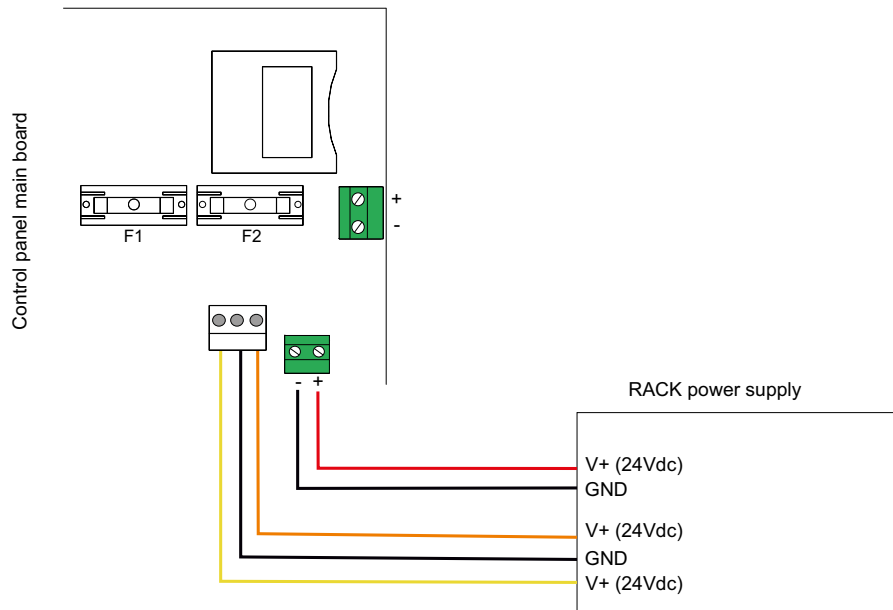 Control panel main board
F1
F2
+
-
- +
RACK power supply
V+ (24Vdc)
GND
V+ (24Vdc)
GND
V+ (24Vdc)